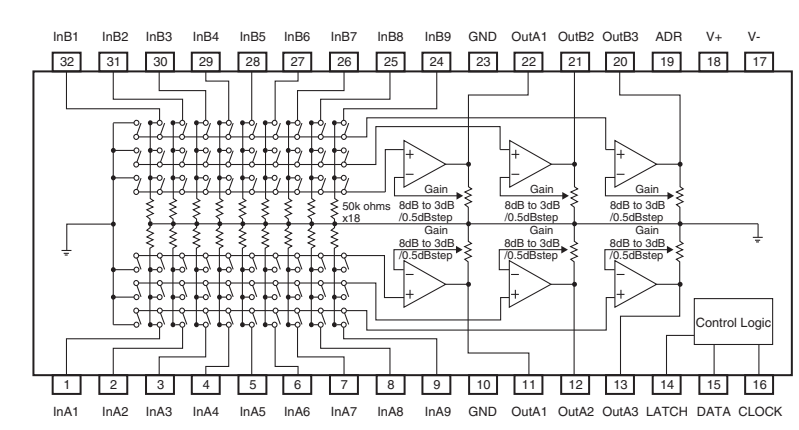 InB1 InB2 InB3 InB4 InB5 InB6 InB7 InB8 InB9 GND OutA1 OutB2 OutB3 ADR V+ V-
32 31 30 29 28 27 26 25 24 23 22 21 20 19 18 17
+ + +
− − −
Gain Gain Gain
50k ohms 8dB to 3dB 8dB to 3dB 8dB to 3dB
x18 /0.5dBstep /0.5dBstep /0.5dBstep
Gain Gain Gain
8dB to 3dB 8dB to 3dB 8dB to 3dB
/0.5dBstep /0.5dBstep /0.5dBstep
− − −
+ + +
Control Logic
1 2 3 4 5 6 7 8 9 10 11 12 13 14 15 16
InA1 InA2 InA3 InA4 InA5 InA6 InA7 InA8 InA9 GND OutA1 OutA2 OutA3 LATCH DATA CLOCK